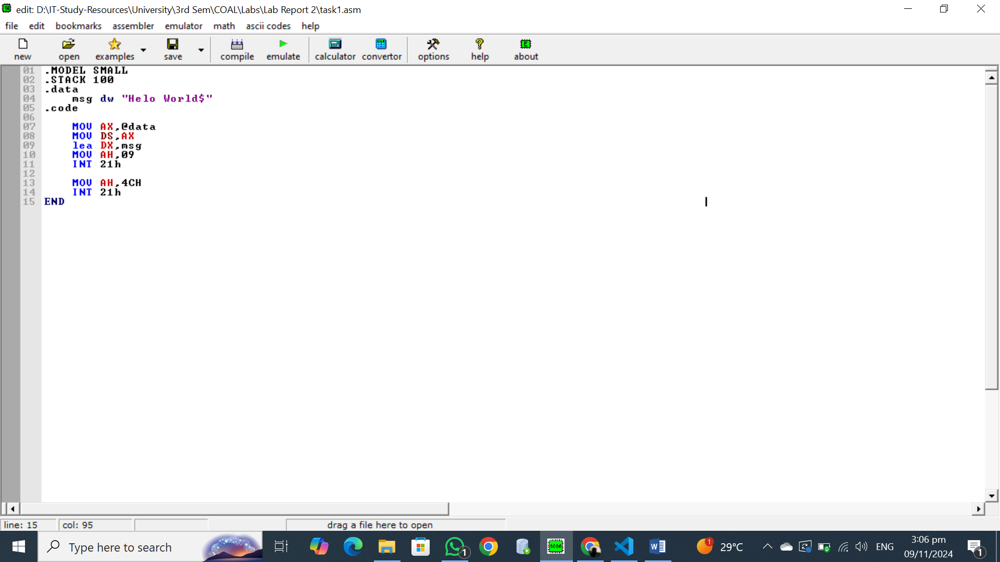 edit: D:\IT-Study-Resources\University\3rd Sem\COAL\Labs\Lab Report 2\task1.asm
file edit bookmarks assembler emulator math ascii codes help
new open examples save compile emulate calculator convertor options help about
01 .MODEL SMALL
02 .STACK 100
03 .data
04 msg dw "Helo World$"
05 .code
06
07 MOV AX,@data
08 MOV DS,AX
09 lea DX,msg
10 MOV AH,09
11 INT 21h
12
13 MOV AH,4CH
14 INT 21h
15 END
line: 15 col: 95 drag a file here to open
Type here to search 1 8086 1 29°C ENG 3:06 pm
09/11/2024 1